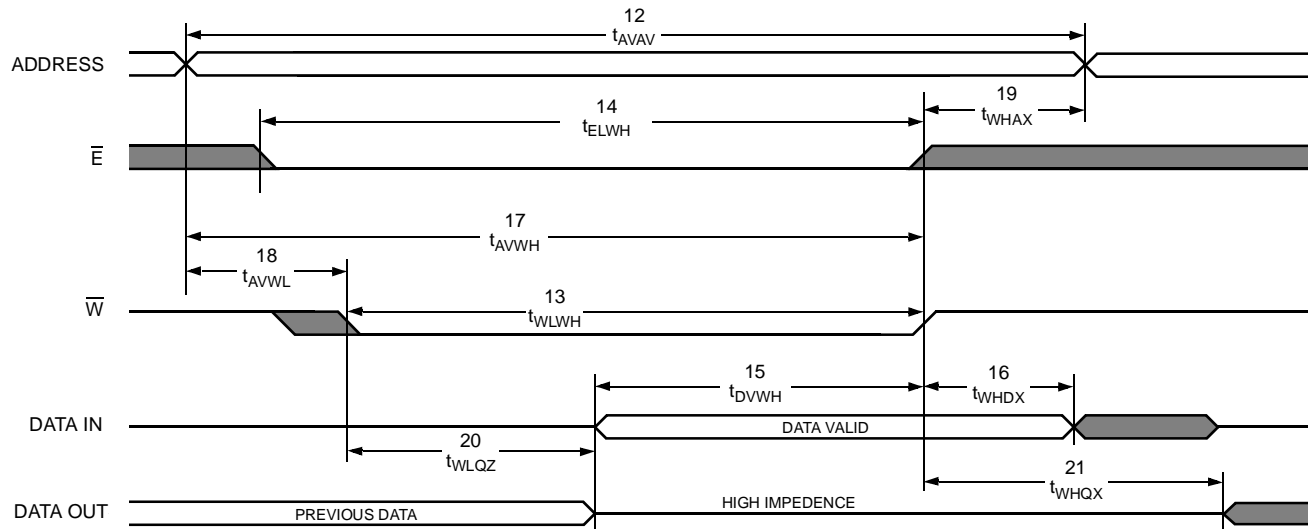 12
tAVAV
ADDRESS
14
tELWH
19
tWHAX
E
17
tAVWH
18
tAVWL
W
13
tWLWH
15
tDVWH
16
tWHDX
DATA IN
DATA VALID
20
tWLQZ
21
tWHQX
DATA OUT
PREVIOUS DATA
HIGH IMPEDENCE